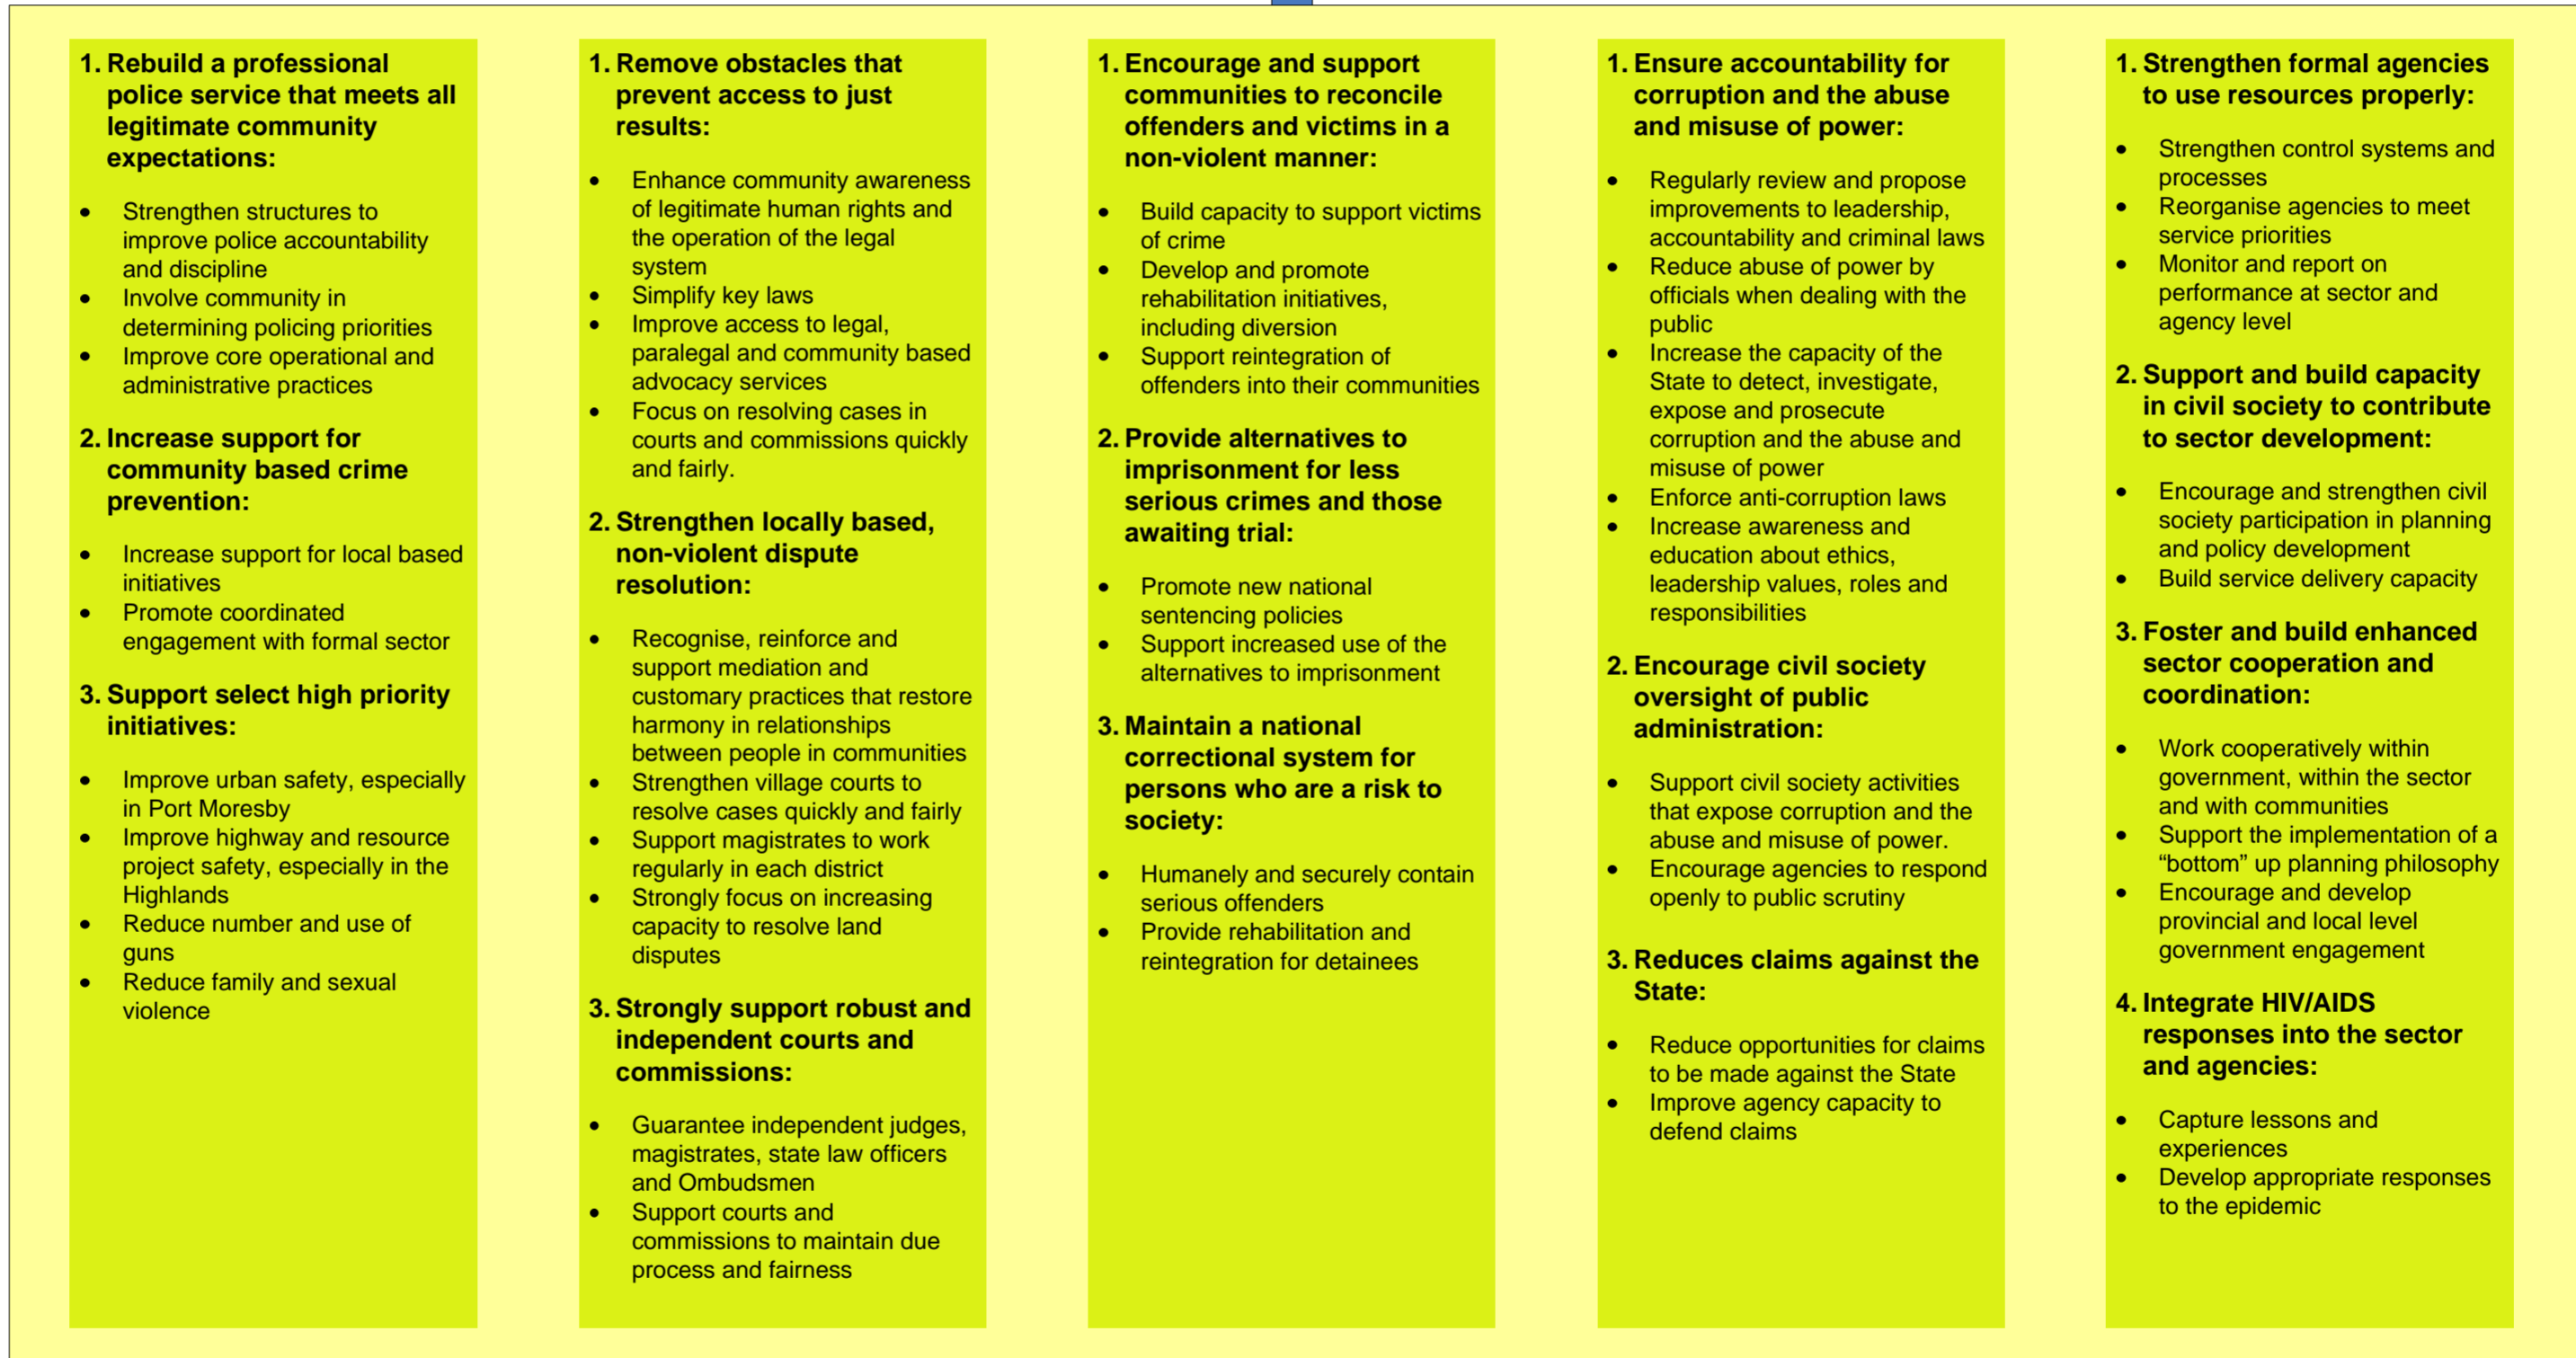 1. Rebuild a professional
police service that meets all
legitimate community
expectations:
• Strengthen structures to
improve police accountability
and discipline
• Involve community in
determining policing priorities
• Improve core operational and
administrative practices
2. Increase support for
community based crime
prevention:
• Increase support for local based
initiatives
• Promote coordinated
engagement with formal sector
3. Support select high priority
initiatives:
• Improve urban safety, especially
in Port Moresby
• Improve highway and resource
project safety, especially in the
Highlands
• Reduce number and use of
guns
• Reduce family and sexual
violence
1. Remove obstacles that
prevent access to just
results:
• Enhance community awareness
of legitimate human rights and
the operation of the legal
system
• Simplify key laws
• Improve access to legal,
paralegal and community based
advocacy services
• Focus on resolving cases in
courts and commissions quickly
and fairly.
2. Strengthen locally based,
non-violent dispute
resolution:
• Recognise, reinforce and
support mediation and
customary practices that restore
harmony in relationships
between people in communities
• Strengthen village courts to
resolve cases quickly and fairly
• Support magistrates to work
regularly in each district
• Strongly focus on increasing
capacity to resolve land
disputes
3. Strongly support robust and
independent courts and
commissions:
• Guarantee independent judges,
magistrates, state law officers
and Ombudsmen
• Support courts and
commissions to maintain due
process and fairness
1. Encourage and support
communities to reconcile
offenders and victims in a
non-violent manner:
• Build capacity to support victims
of crime
• Develop and promote
rehabilitation initiatives,
including diversion
• Support reintegration of
offenders into their communities
2. Provide alternatives to
imprisonment for less
serious crimes and those
awaiting trial:
• Promote new national
sentencing policies
• Support increased use of the
alternatives to imprisonment
3. Maintain a national
correctional system for
persons who are a risk to
society:
• Humanely and securely contain
serious offenders
• Provide rehabilitation and
reintegration for detainees
1. Ensure accountability for
corruption and the abuse
and misuse of power:
• Regularly review and propose
improvements to leadership,
accountability and criminal laws
• Reduce abuse of power by
officials when dealing with the
public
• Increase the capacity of the
State to detect, investigate,
expose and prosecute
corruption and the abuse and
misuse of power
• Enforce anti-corruption laws
• Increase awareness and
education about ethics,
leadership values, roles and
responsibilities
2. Encourage civil society
oversight of public
administration:
• Support civil society activities
that expose corruption and the
abuse and misuse of power.
• Encourage agencies to respond
openly to public scrutiny
3. Reduces claims against the
State:
• Reduce opportunities for claims
to be made against the State
• Improve agency capacity to
defend claims
1. Strengthen formal agencies
to use resources properly:
• Strengthen control systems and
processes
• Reorganise agencies to meet
service priorities
• Monitor and report on
performance at sector and
agency level
2. Support and build capacity
in civil society to contribute
to sector development:
• Encourage and strengthen civil
society participation in planning
and policy development
• Build service delivery capacity
3. Foster and build enhanced
sector cooperation and
coordination:
• Work cooperatively within
government, within the sector
and with communities
• Support the implementation of a
“bottom” up planning philosophy
• Encourage and develop
provincial and local level
government engagement
4. Integrate HIV/AIDS
responses into the sector
and agencies:
• Capture lessons and
experiences
• Develop appropriate responses
to the epidemic